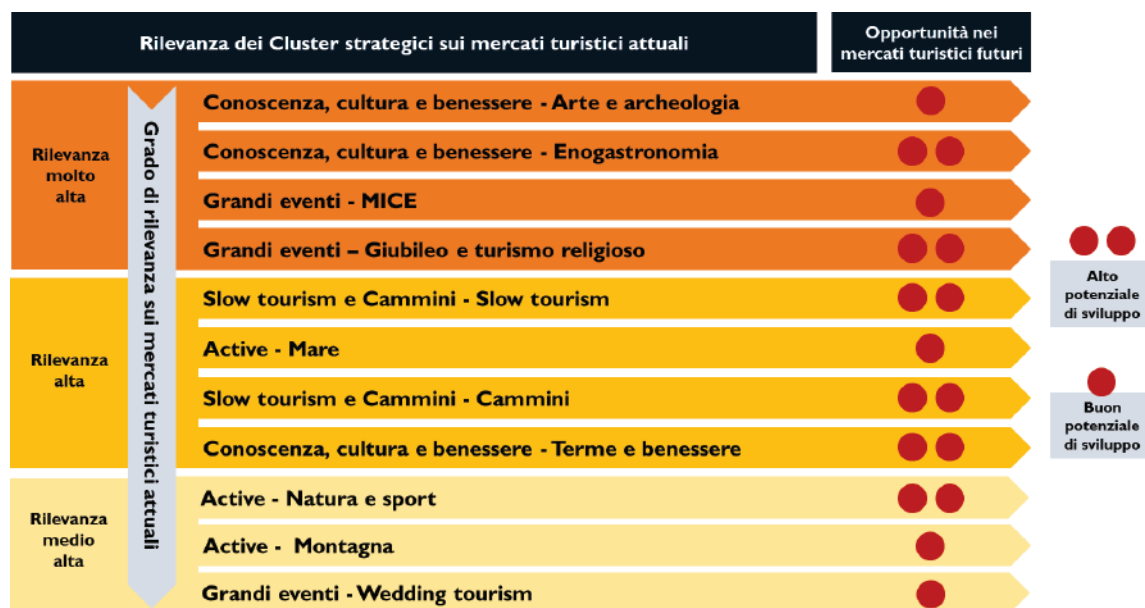 Rilevanza dei Cluster strategici sui mercati turistici attuali
Opportunità nei
mercati turistici futuri
Rilevanza
molto
alta
Grado di rilevanza sui mercati turistici attuali
Conoscenza, cultura e benessere - Arte e archeologia
Conoscenza, cultura e benessere - Enogastronomia
Grandi eventi - MICE
Grandi eventi – Giubileo e turismo religioso
Rilevanza
alta
Slow tourism e Cammini - Slow tourism
Active - Mare
Slow tourism e Cammini - Cammini
Conoscenza, cultura e benessere - Terme e benessere
Rilevanza
medio
alta
Active - Natura e sport
Active - Montagna
Grandi eventi - Wedding tourism
Alto
potenziale
di sviluppo
Buon
potenziale
di sviluppo